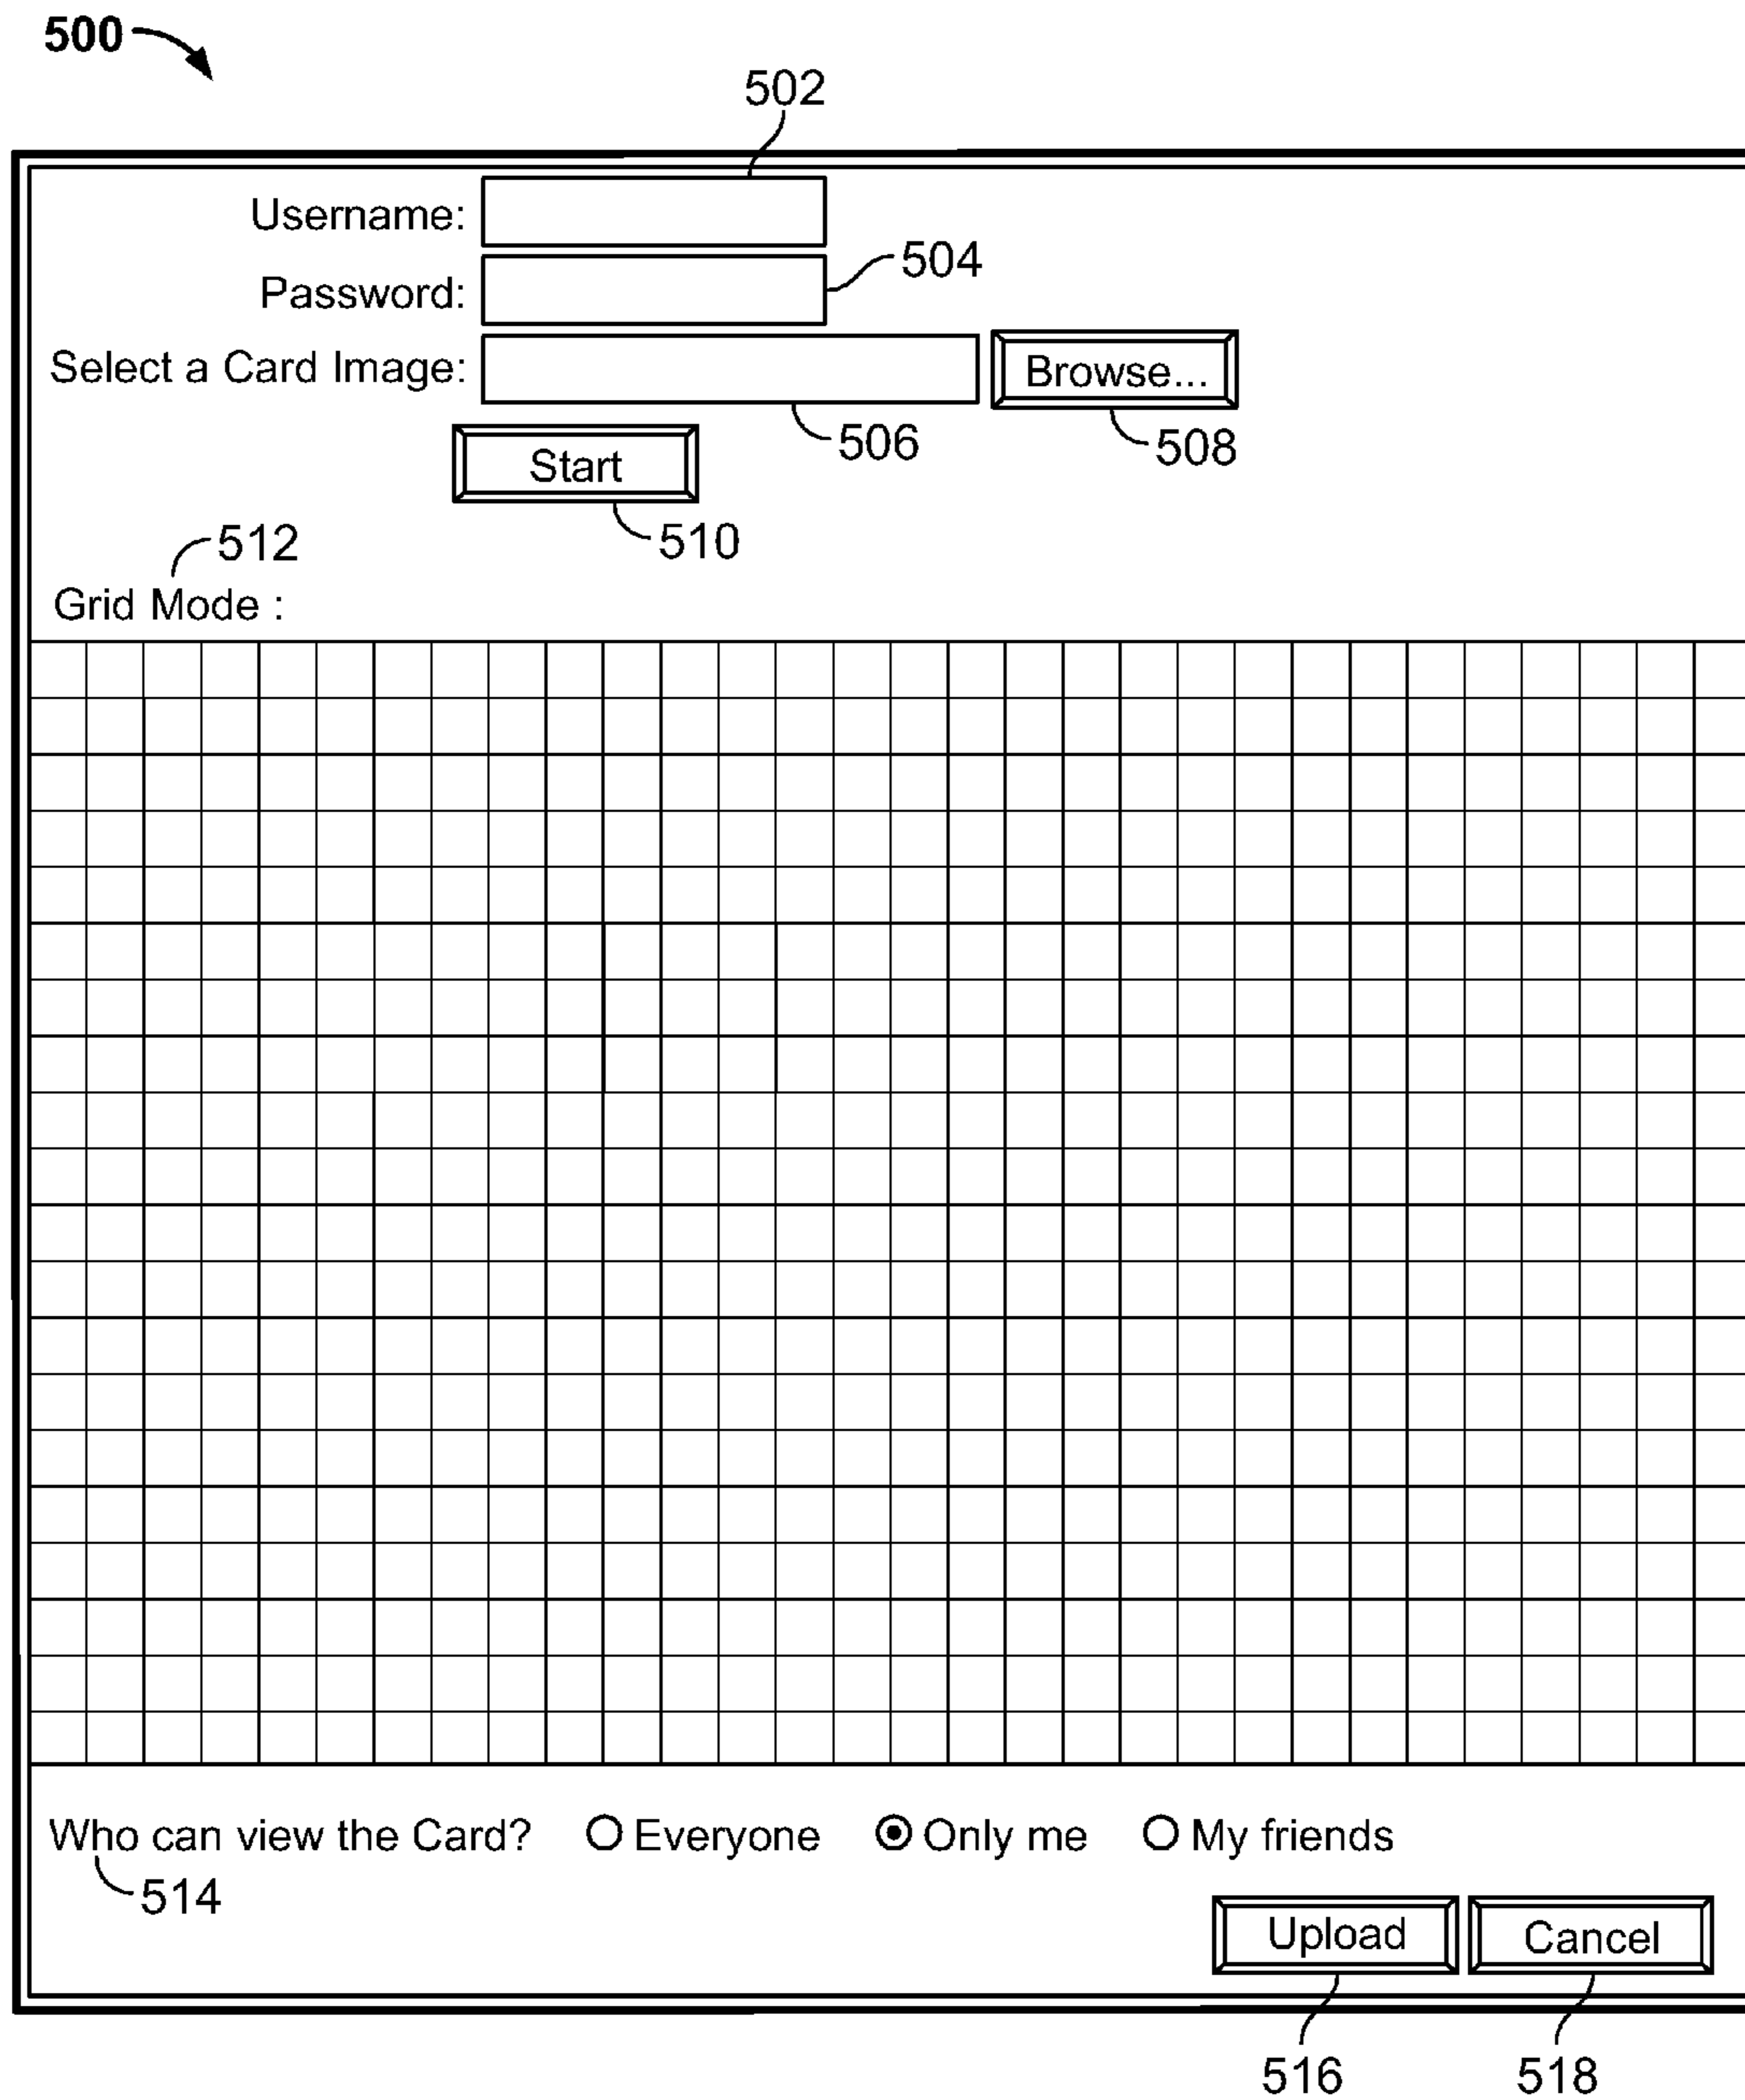 500
502
Username:
504
Password:
Select a Card Image:
Browse...
506
508
Start
512
510
Grid Mode :
Who can view the Card? Everyone Only me My friends
514
Upload Cancel
516 518